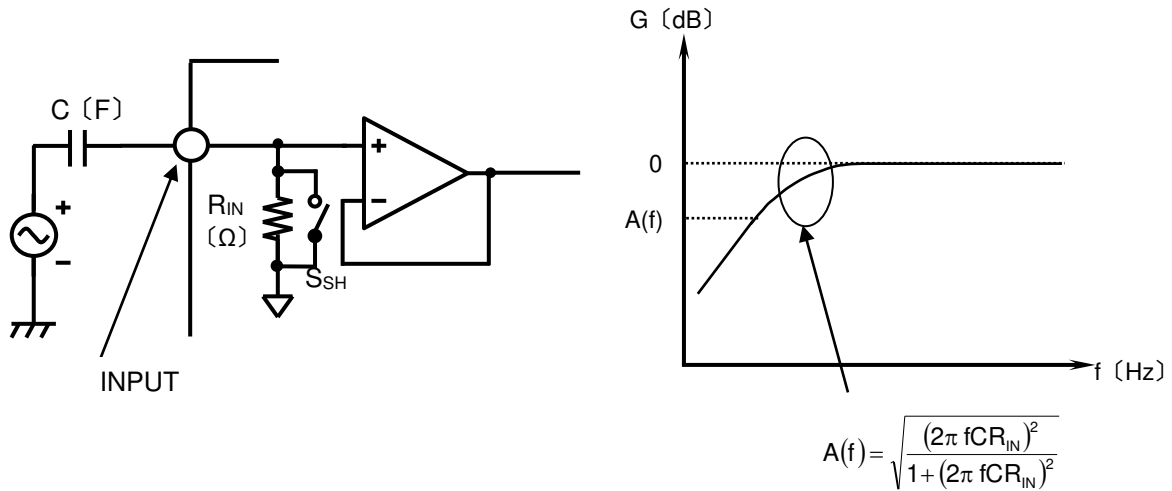 C〔F〕
+
−
INPUT
RIN
〔Ω〕
SSH
+
−
G〔dB〕
0
A(f)
f〔Hz〕
A(f) = √((2π fCRIN)² / (1+(2π fCRIN)²))